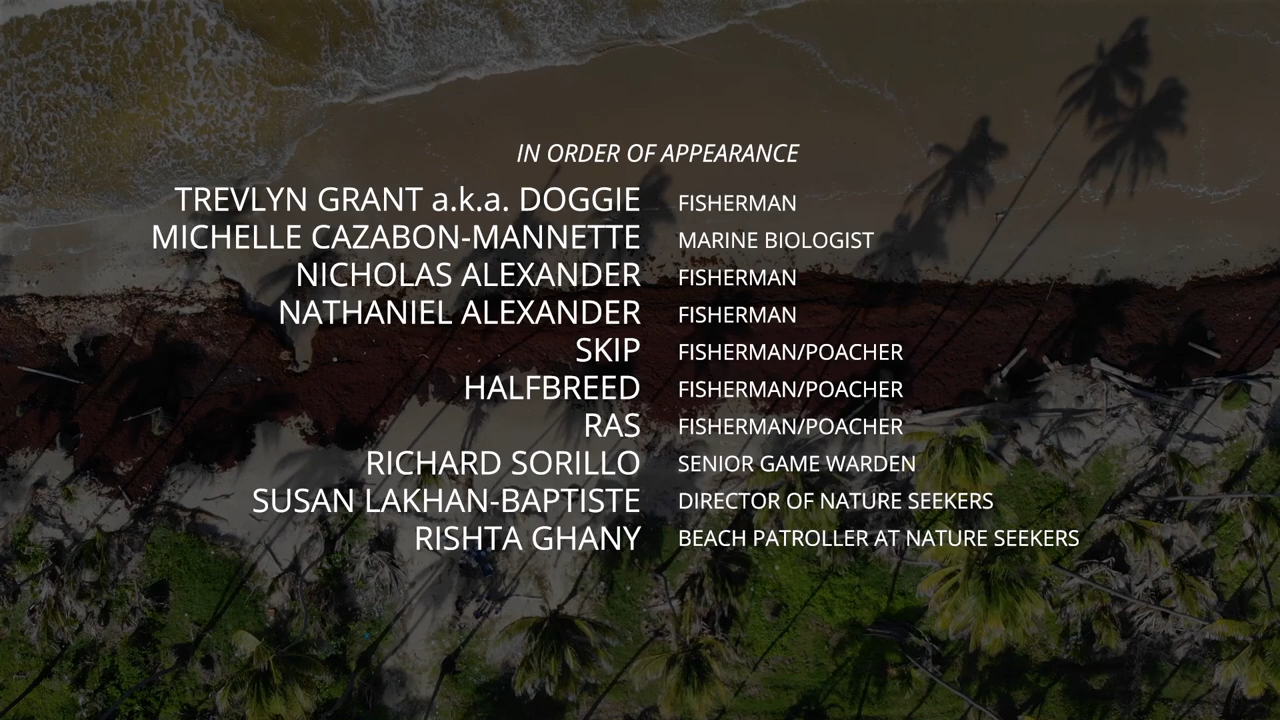 IN ORDER OF APPEARANCE
TREVLYN GRANT a.k.a. DOGGIE FISHERMAN
MICHELLE CAZABON-MANNETTE MARINE BIOLOGIST
NICHOLAS ALEXANDER FISHERMAN
NATHANIEL ALEXANDER FISHERMAN
SKIP FISHERMAN/POACHER
HALFBREED FISHERMAN/POACHER
RAS FISHERMAN/POACHER
RICHARD SORILLO SENIOR GAME WARDEN
SUSAN LAKHAN-BAPTISTE DIRECTOR OF NATURE SEEKERS
RISHTA GHANY BEACH PATROLLER AT NATURE SEEKERS